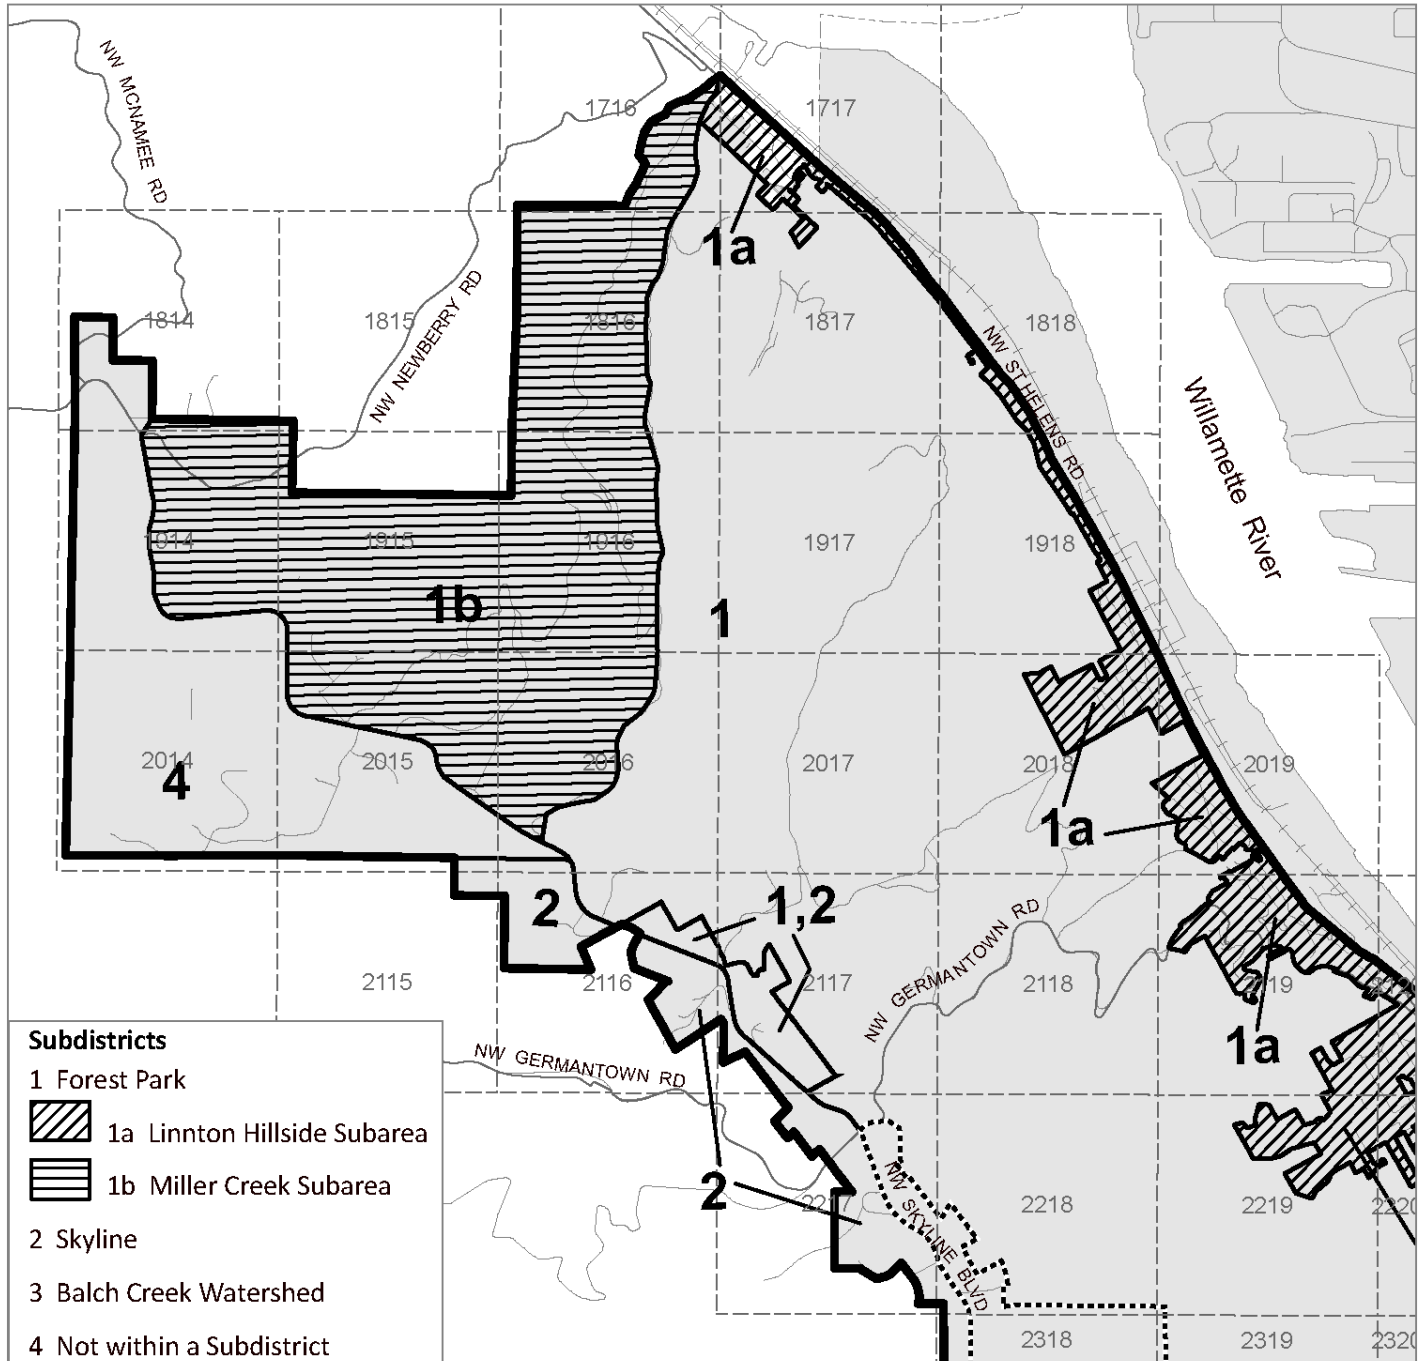 NW MCNAMEE RD
1716
1717
1a
1814
1815
1816
1817
1818
NW NEWBERRY RD
NW ST HELENS RD
Willamette River
1914
1915
1916
1917
1918
1b
1
2014
2015
2016
2017
2018
2019
4
1a
2
1,2
NW GERMANTOWN RD
2115
2116
2117
2118
2119
2120
1a
NW GERMANTOWN RD
2
2217
2218
2219
2220
NW SKYLINE BLVD
2318
2319
2320
Subdistricts
1 Forest Park
1a Linnton Hillside Subarea
1b Miller Creek Subarea
2 Skyline
3 Balch Creek Watershed
4 Not within a Subdistrict